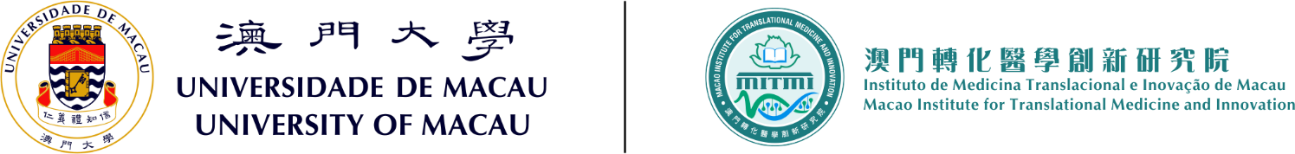 UNIVERSIDADE DE MACAU
仁義禮知信
澳門大學
澳門大學
UNIVERSIDADE DE MACAU
UNIVERSITY OF MACAU
MACAO INSTITUTE FOR TRANSLATIONAL MEDICINE AND INNOVATION
MITMI
澳門轉化醫學創新研究院
澳門轉化醫學創新研究院
Instituto de Medicina Translacional e Inovação de Macau
Macao Institute for Translational Medicine and Innovation